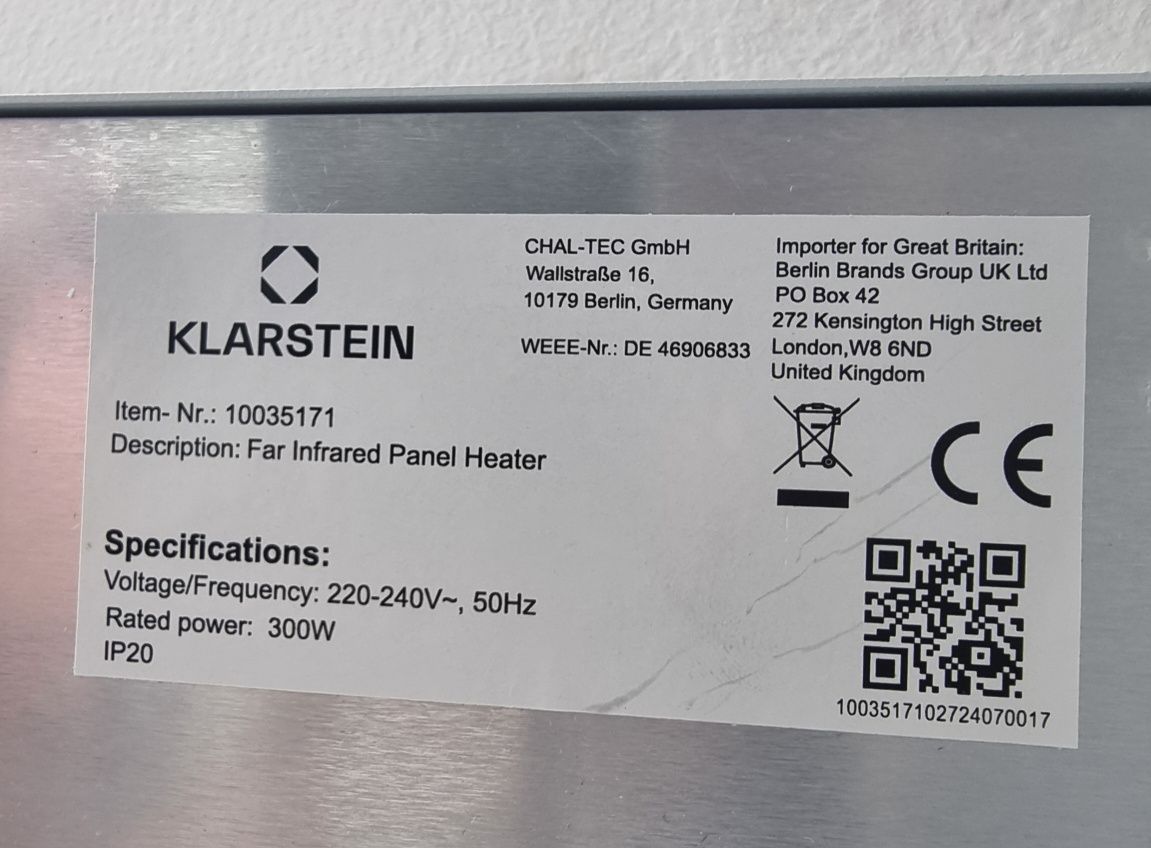 KLARSTEIN
CHAL-TEC GmbH
Wallstraße 16,
10179 Berlin, Germany
WEEE-Nr.: DE 46906833
Importer for Great Britain:
Berlin Brands Group UK Ltd
PO Box 42
272 Kensington High Street
London,W8 6ND
United Kingdom
Item- Nr.: 10035171
Description: Far Infrared Panel Heater
CE
Specifications:
Voltage/Frequency: 220-240V~, 50Hz
Rated power: 300W
IP20
1003517102724070017